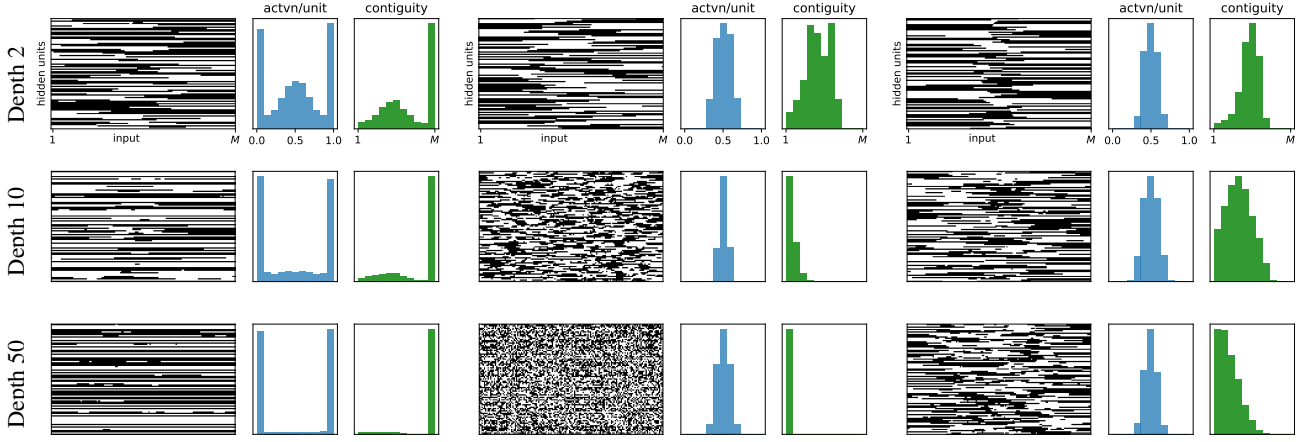 actvn/unit contiguity actvn/unit contiguity actvn/unit contiguity
Depth 2
hidden units hidden units hidden units
1 input M 0.0 0.5 1.0 1 M 1 input M 0.0 0.5 1.0 1 M 1 input M 0.0 0.5 1.0 1 M
Depth 10
Depth 50